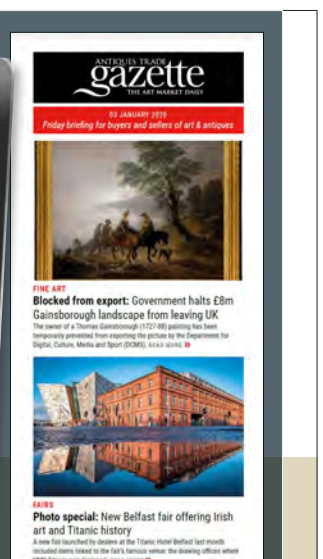 ANTIQUES TRADE
gazette
THE ART MARKET DAILY
03 JANUARY 2020
Friday briefing for buyers and sellers of art & antiques
FINE ART
Blocked from export: Government halts £8m
Gainsborough landscape from leaving UK
The owner of a Thomas Gainsborough (1727-88) painting has been
temporarily prevented from exporting the picture by the Department for
Digital, Culture, Media and Sport (DCMS). READ MORE »
FAIRS
Photo special: New Belfast fair offering Irish
art and Titanic history
A new fair launched by dealers at the Titanic Hotel Belfast last month
included items linked to the fair's famous venue: the drawing offices where